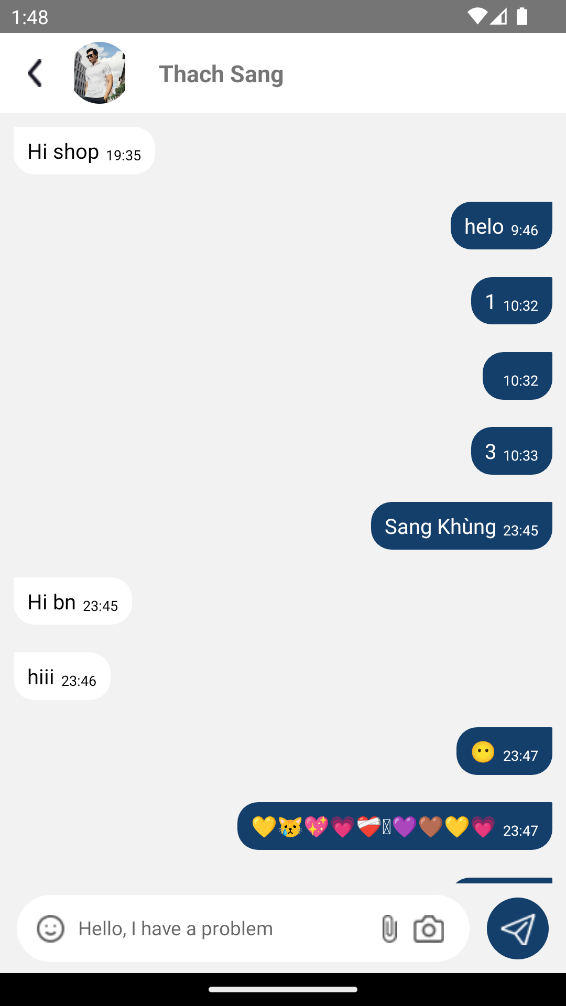 1:48
Thach Sang
Hi shop 19:35
helo 9:46
1 10:32
10:32
3 10:33
Sang Khùng 23:45
Hi bn 23:45
hiii 23:46
😶 23:47
💛😿💖💗❤️‍🩹▯💜🤎💛💗 23:47
Hello, I have a problem